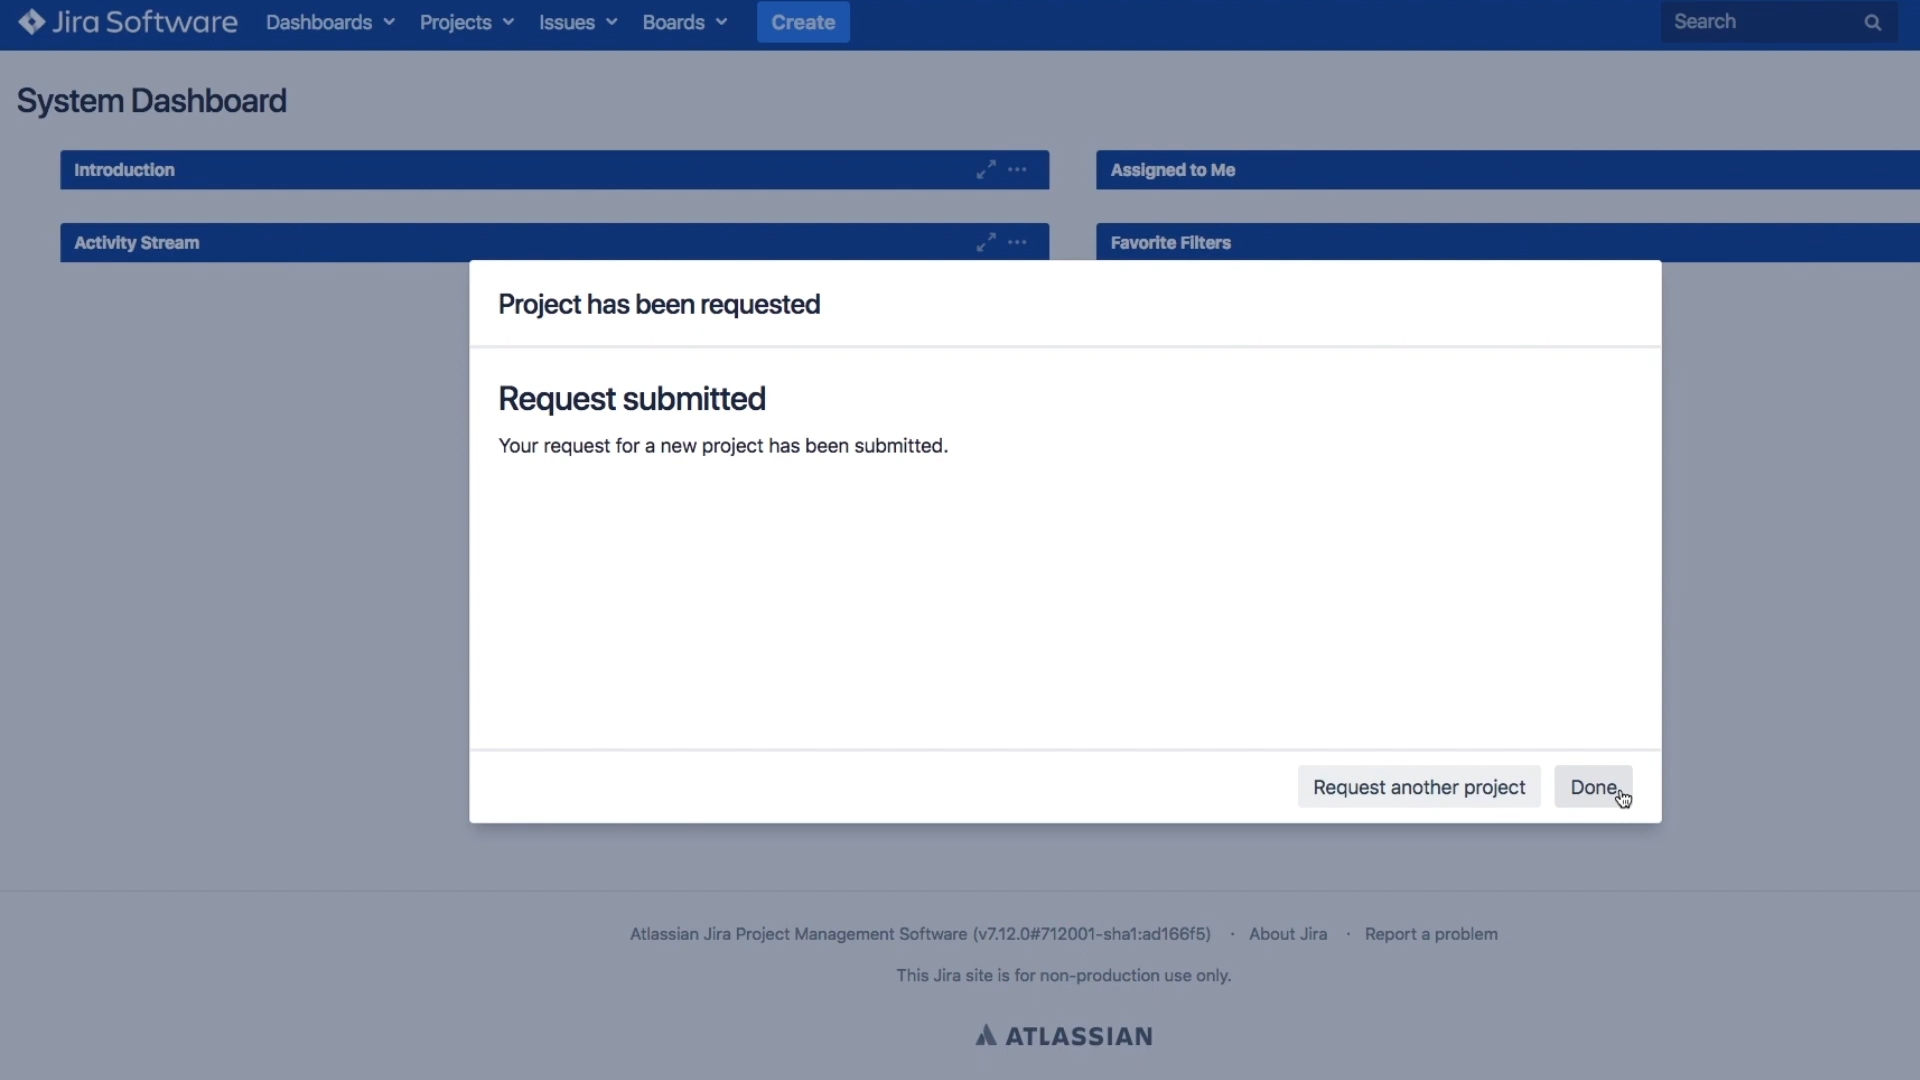 Jira Software Dashboards Projects Issues Boards Create Search
System Dashboard
Introduction
Assigned to Me
Activity Stream
Favorite Filters
Project has been requested
Request submitted
Your request for a new project has been submitted.
Request another project Done
Atlassian Jira Project Management Software (v7.12.0#712001-sha1:ad166f5) · About Jira · Report a problem
This Jira site is for non-production use only.
ATLASSIAN